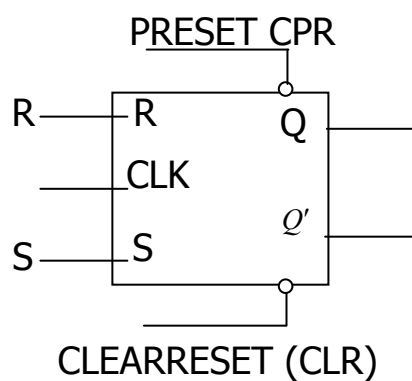 PRESET CPR
R R Q
CLK
Q′
S S
CLEARRESET (CLR)